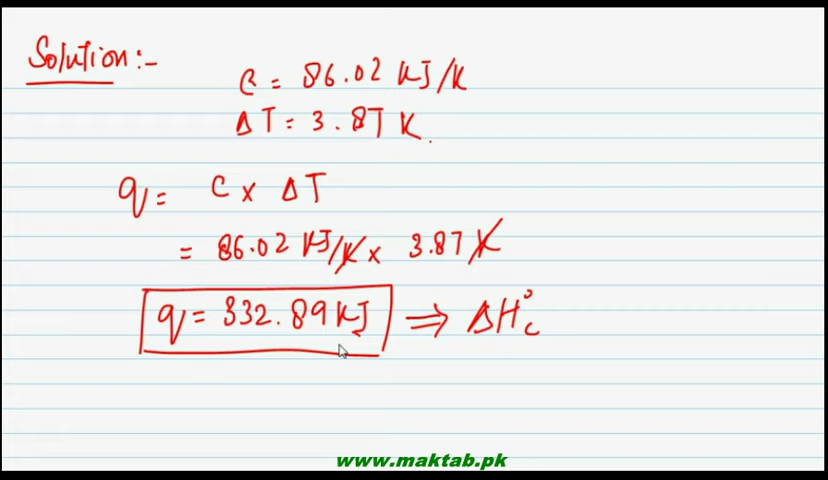 Solution:-
C = 86.02 KJ/K
ΔT = 3.87 K.
q = C × ΔT
= 86.02 KJ/K × 3.87 K
q = 332.89 KJ ⇒ ΔH°c
www.maktab.pk